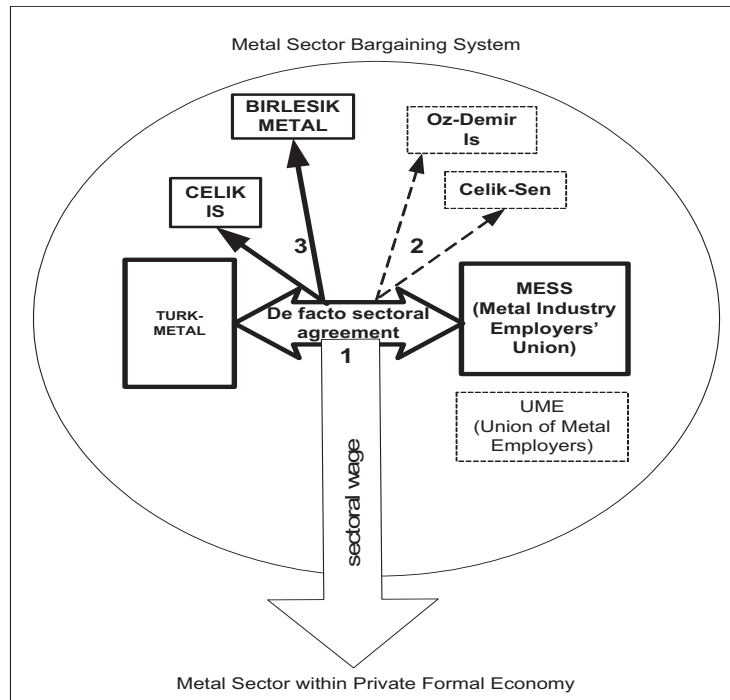 Metal Sector Bargaining System
BIRLESIK
METAL
Oz-Demir
Is
CELIK
IS
Celik-Sen
3
2
TURK-
METAL
De facto sectoral
agreement
1
MESS
(Metal Industry
Employers'
Union)
UME
(Union of Metal
Employers)
sectoral wage
Metal Sector within Private Formal Economy